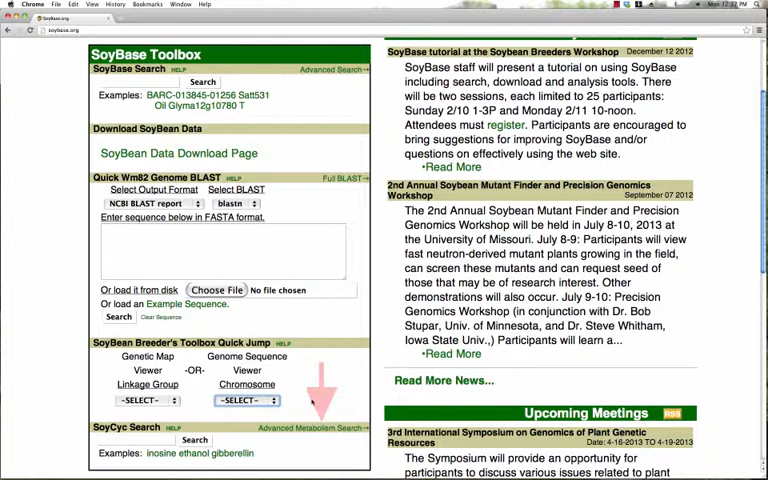 Chrome File Edit View History Bookmarks Window Help
SoyBase.org
soybase.org
SoyBase Toolbox
SoyBase Search HELP Advanced Search→
Search
Examples: BARC-013845-01256 Satt531
Oil Glyma12g10780 T
Download SoyBean Data
SoyBean Data Download Page
Quick Wm82 Genome BLAST HELP Full BLAST→
Select Output Format Select BLAST
NCBI BLAST report blastn
Enter sequence below in FASTA format.
Or load it from disk Choose File No file chosen
Or load an Example Sequence.
Search Clear Sequence
SoyBean Breeder's Toolbox Quick Jump HELP
Genetic Map Genome Sequence
Viewer -OR- Viewer
Linkage Group Chromosome
-SELECT- -SELECT-
SoyCyc Search HELP Advanced Metabolism Search→
Search
Examples: inosine ethanol gibberellin
SoyBase tutorial at the Soybean Breeders Workshop December 12 2012
SoyBase staff will present a tutorial on using SoyBase
including search, download and analysis tools. There
will be two sessions, each limited to 25 participants:
Sunday 2/10 1-3P and Monday 2/11 10-noon.
Attendees must register. Participants are encouraged to
bring suggestions for improving SoyBase and/or
questions on effectively using the web site.
•Read More
2nd Annual Soybean Mutant Finder and Precision Genomics
Workshop September 07 2012
The 2nd Annual Soybean Mutant Finder and Precision
Genomics Workshop will be held in July 8-10, 2013 at
the University of Missouri. July 8-9: Participants will view
fast neutron-derived mutant plants growing in the field,
can screen these mutants and can request seed of
those that may be of research interest. Other
demonstrations will also occur. July 9-10: Precision
Genomics Workshop (in conjunction with Dr. Bob
Stupar, Univ. of Minnesota, and Dr. Steve Whitham,
Iowa State Univ.,) Participants will learn a...
•Read More
Read More News...
Upcoming Meetings RSS
3rd International Symposium on Genomics of Plant Genetic
Resources Date: 4-16-2013 TO 4-19-2013
The Symposium will provide an opportunity for
participants to discuss various issues related to plant